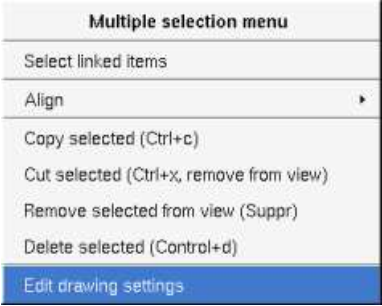 Multiple selection menu
Select linked items
Align
Copy selected (Ctrl+c)
Cut selected (Ctrl+x, remove from view)
Remove selected from view (Suppr)
Delete selected (Control+d)
Edit drawing settings